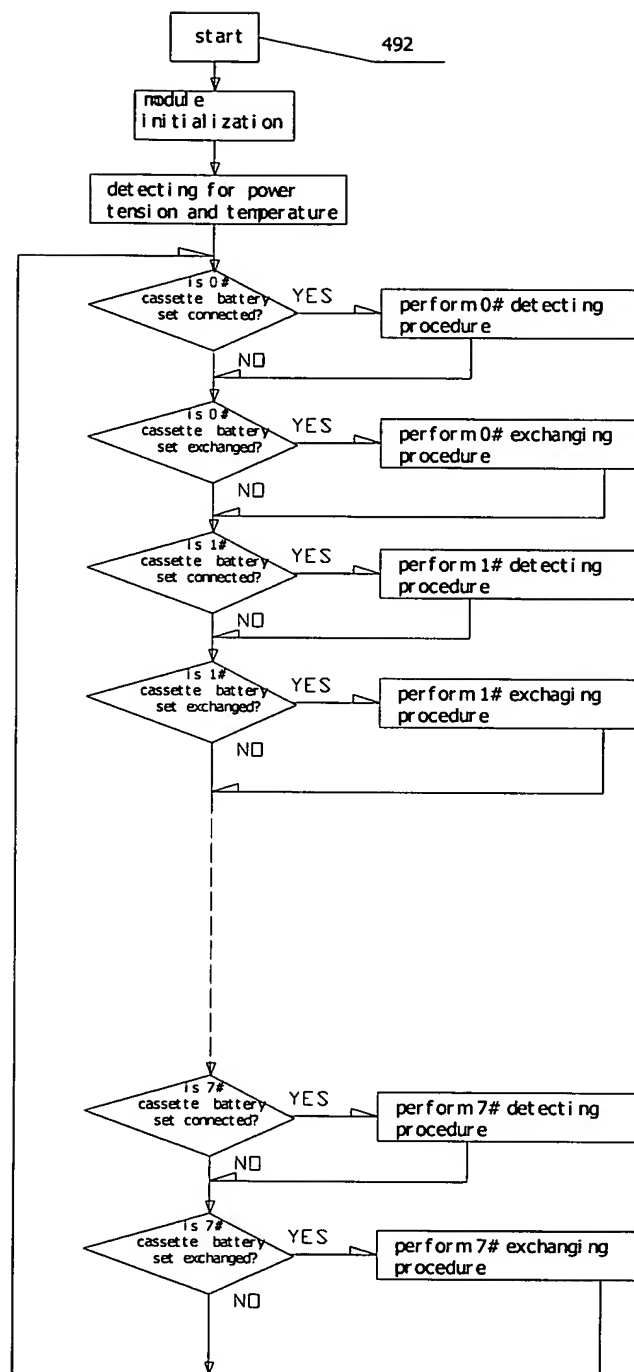 start
492
module
initialization
detecting for power
tension and temperature
is 0#
cassette battery
set connected?
YES
perform 0# detecting
procedure
NO
is 0#
cassette battery
set exchanged?
YES
perform 0# exchanging
procedure
NO
is 1#
cassette battery
set connected?
YES
perform 1# detecting
procedure
NO
is 1#
cassette battery
set exchanged?
YES
perform 1# exchaging
procedure
NO
is 7#
cassette battery
set connected?
YES
perform 7# detecting
procedure
NO
is 7#
cassette battery
set exchanged?
YES
perform 7# exchanging
procedure
NO